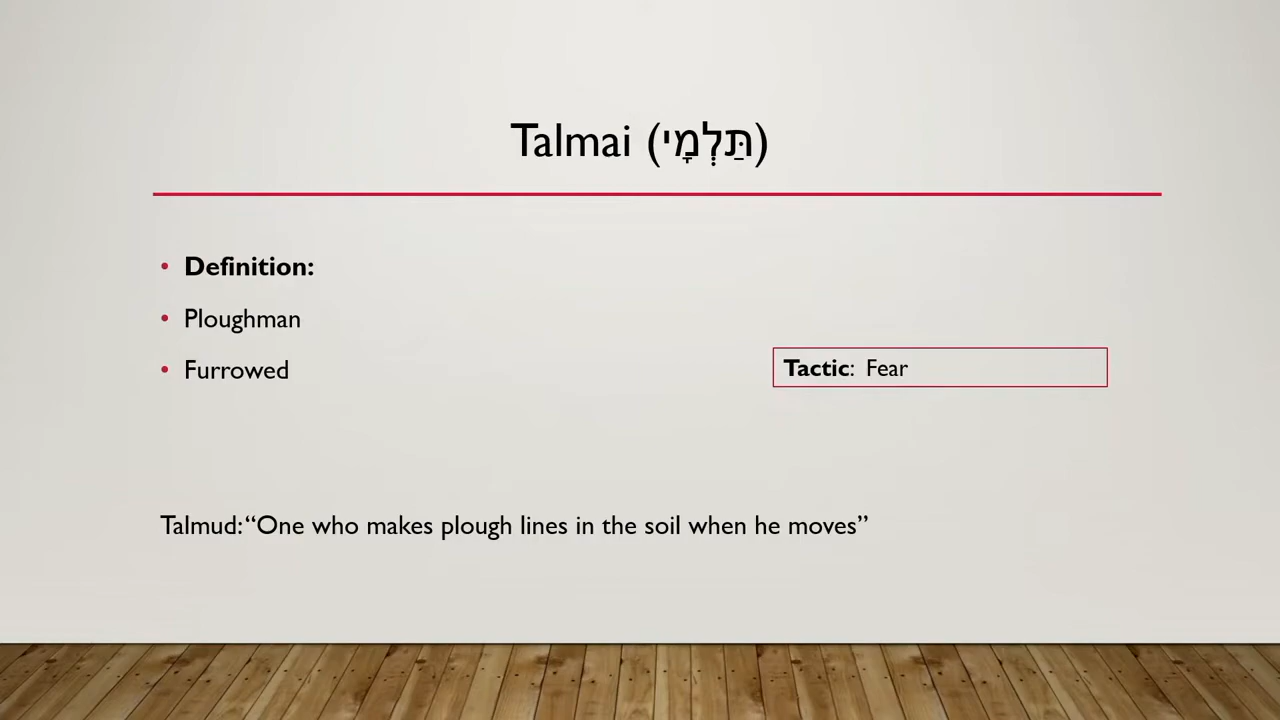 Talmai (תַּלְמָי)
• Definition:
• Ploughman
• Furrowed
Tactic: Fear
Talmud: “One who makes plough lines in the soil when he moves”